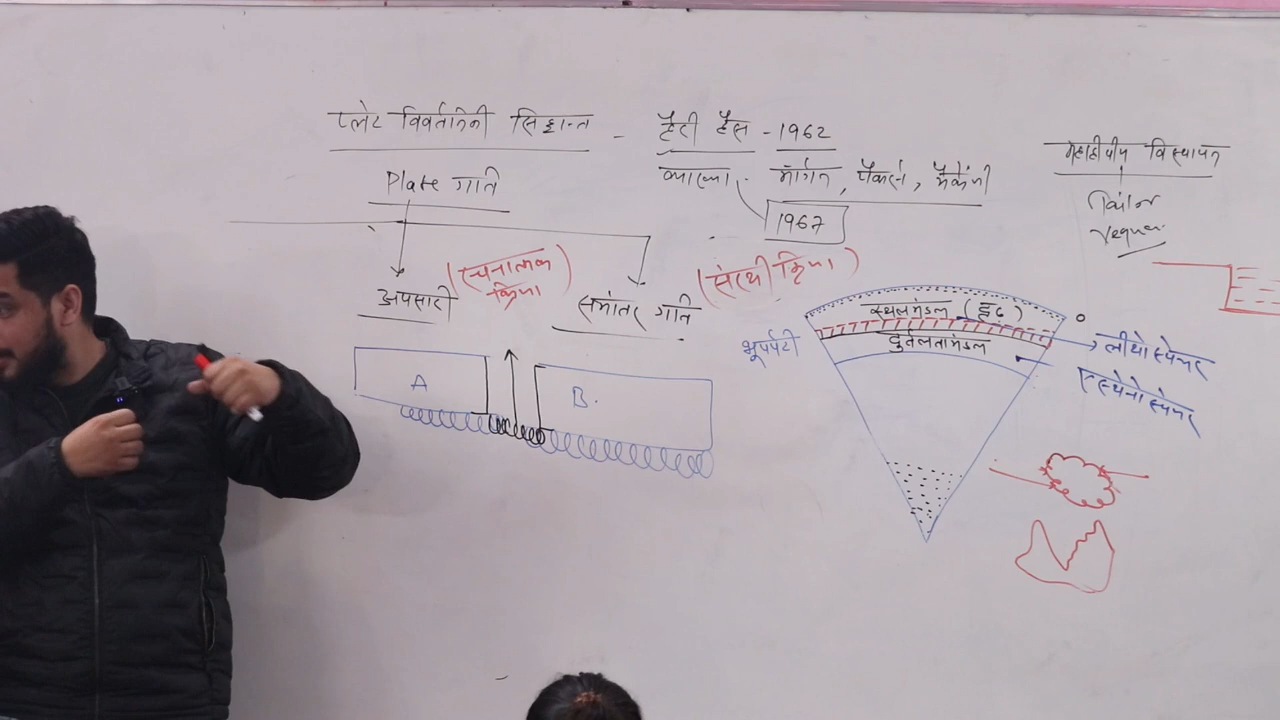 प्लेट विवर्तानिनी सिद्धान्त - हैरी हैस - 1962
व्याख्या - मॉर्गन, पैकर्स, मैकेंजी
1967
Plate गति
अपसारी (रचनात्मक क्रिया)
समांतर गति (संरक्षी क्रिया)
A
B.
महाद्वीपीय विस्थापन
भूपर्पटी
स्थलमंडल (दृढ़)
दुर्बलतामंडल
लीथोस्फेयर
एस्थेनोस्फेयर